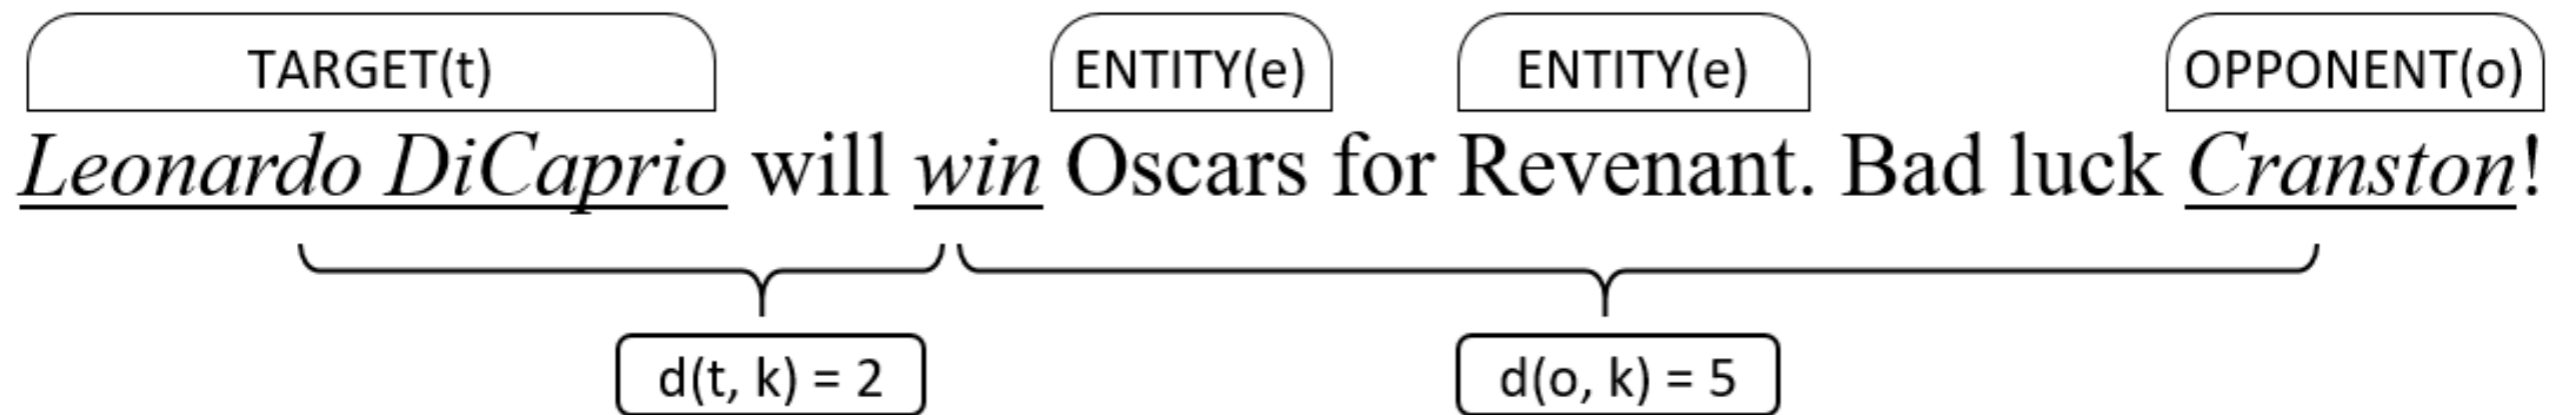 TARGET(t) ENTITY(e) ENTITY(e) OPPONENT(o)
Leonardo DiCaprio will win Oscars for Revenant. Bad luck Cranston!
d(t, k) = 2 d(o, k) = 5